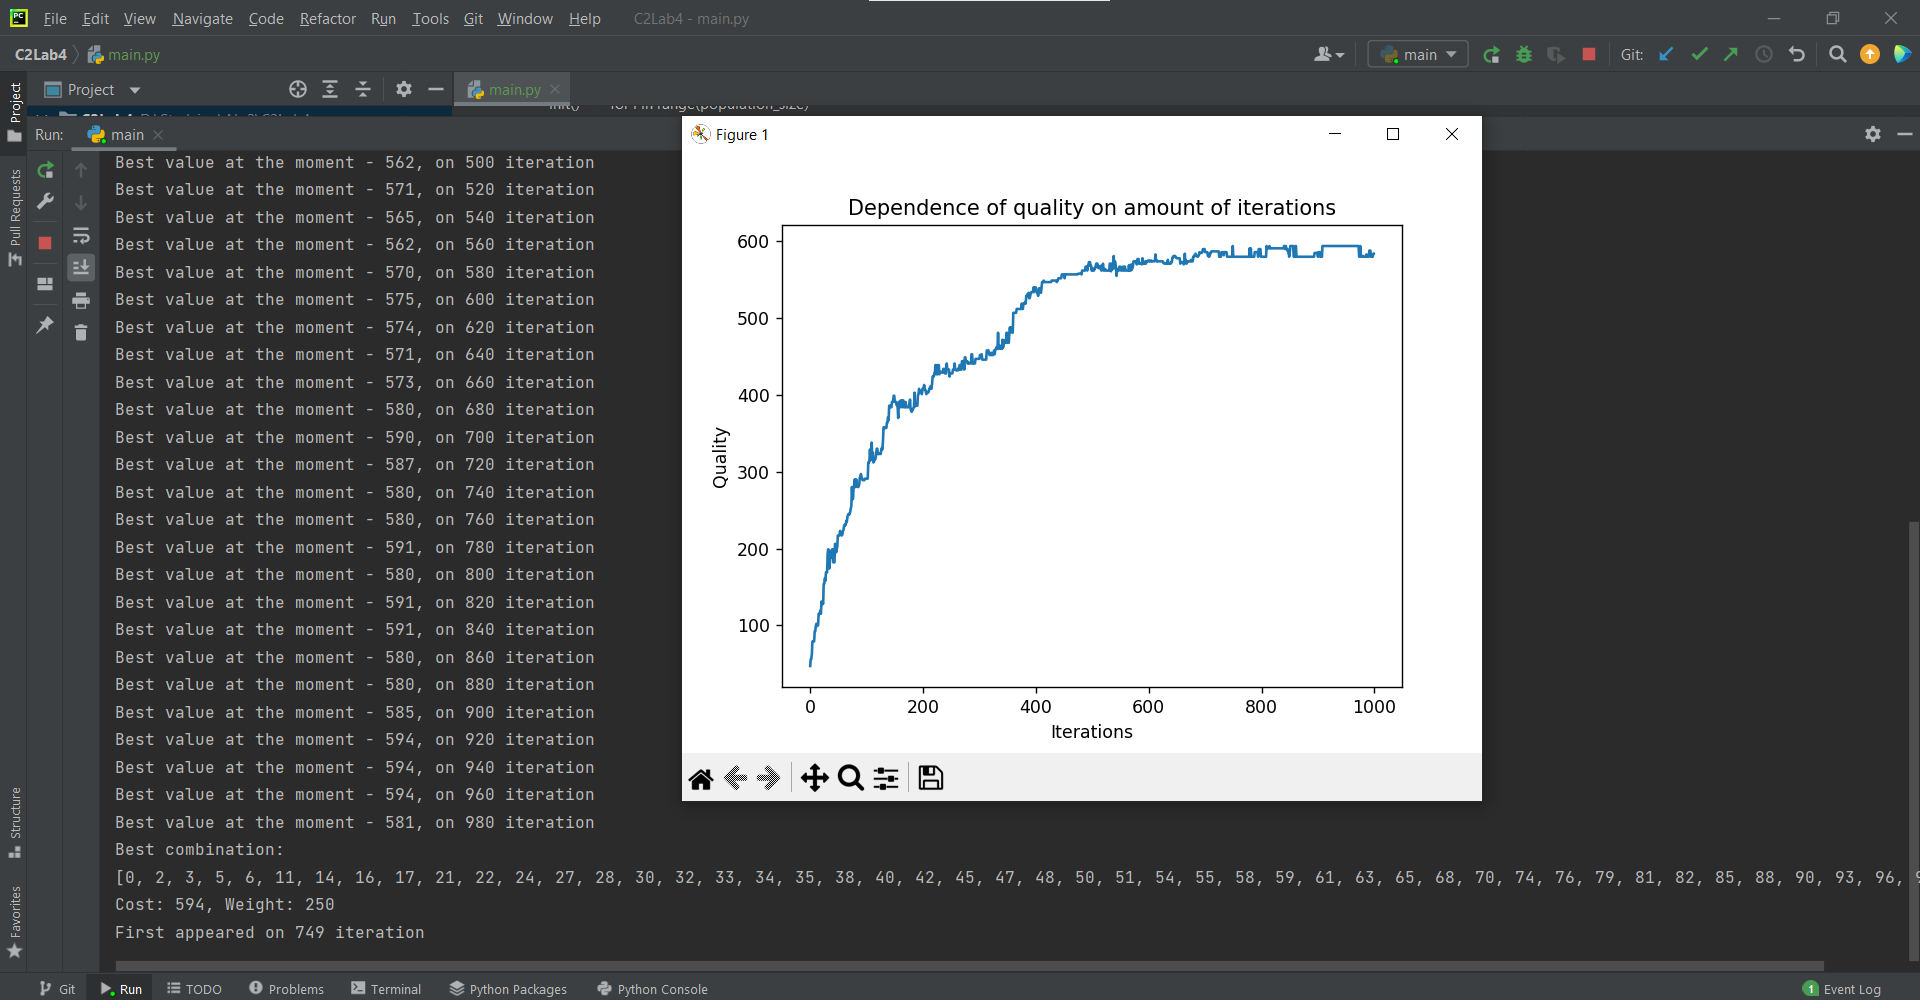 File Edit View Navigate Code Refactor Run Tools Git Window Help C2Lab4 - main.py
C2Lab4 main.py
main Git:
Project main.py
for i in range(population_size)
Run: main
Project
Pull Requests
Structure
Favorites
Best value at the moment - 562, on 500 iteration
Best value at the moment - 571, on 520 iteration
Best value at the moment - 565, on 540 iteration
Best value at the moment - 562, on 560 iteration
Best value at the moment - 570, on 580 iteration
Best value at the moment - 575, on 600 iteration
Best value at the moment - 574, on 620 iteration
Best value at the moment - 571, on 640 iteration
Best value at the moment - 573, on 660 iteration
Best value at the moment - 580, on 680 iteration
Best value at the moment - 590, on 700 iteration
Best value at the moment - 587, on 720 iteration
Best value at the moment - 580, on 740 iteration
Best value at the moment - 580, on 760 iteration
Best value at the moment - 591, on 780 iteration
Best value at the moment - 580, on 800 iteration
Best value at the moment - 591, on 820 iteration
Best value at the moment - 591, on 840 iteration
Best value at the moment - 580, on 860 iteration
Best value at the moment - 580, on 880 iteration
Best value at the moment - 585, on 900 iteration
Best value at the moment - 594, on 920 iteration
Best value at the moment - 594, on 940 iteration
Best value at the moment - 594, on 960 iteration
Best value at the moment - 581, on 980 iteration
Best combination:
[0, 2, 3, 5, 6, 11, 14, 16, 17, 21, 22, 24, 27, 28, 30, 32, 33, 34, 35, 38, 40, 42, 45, 47, 48, 50, 51, 54, 55, 58, 59, 61, 63, 65, 68, 70, 74, 76, 79, 81, 82, 85, 88, 90, 93, 96,
Cost: 594, Weight: 250
First appeared on 749 iteration
Figure 1
Dependence of quality on amount of iterations
600
500
400
300
200
100
Quality
0 200 400 600 800 1000
Iterations
Git Run TODO Problems Terminal Python Packages Python Console 1 Event Log